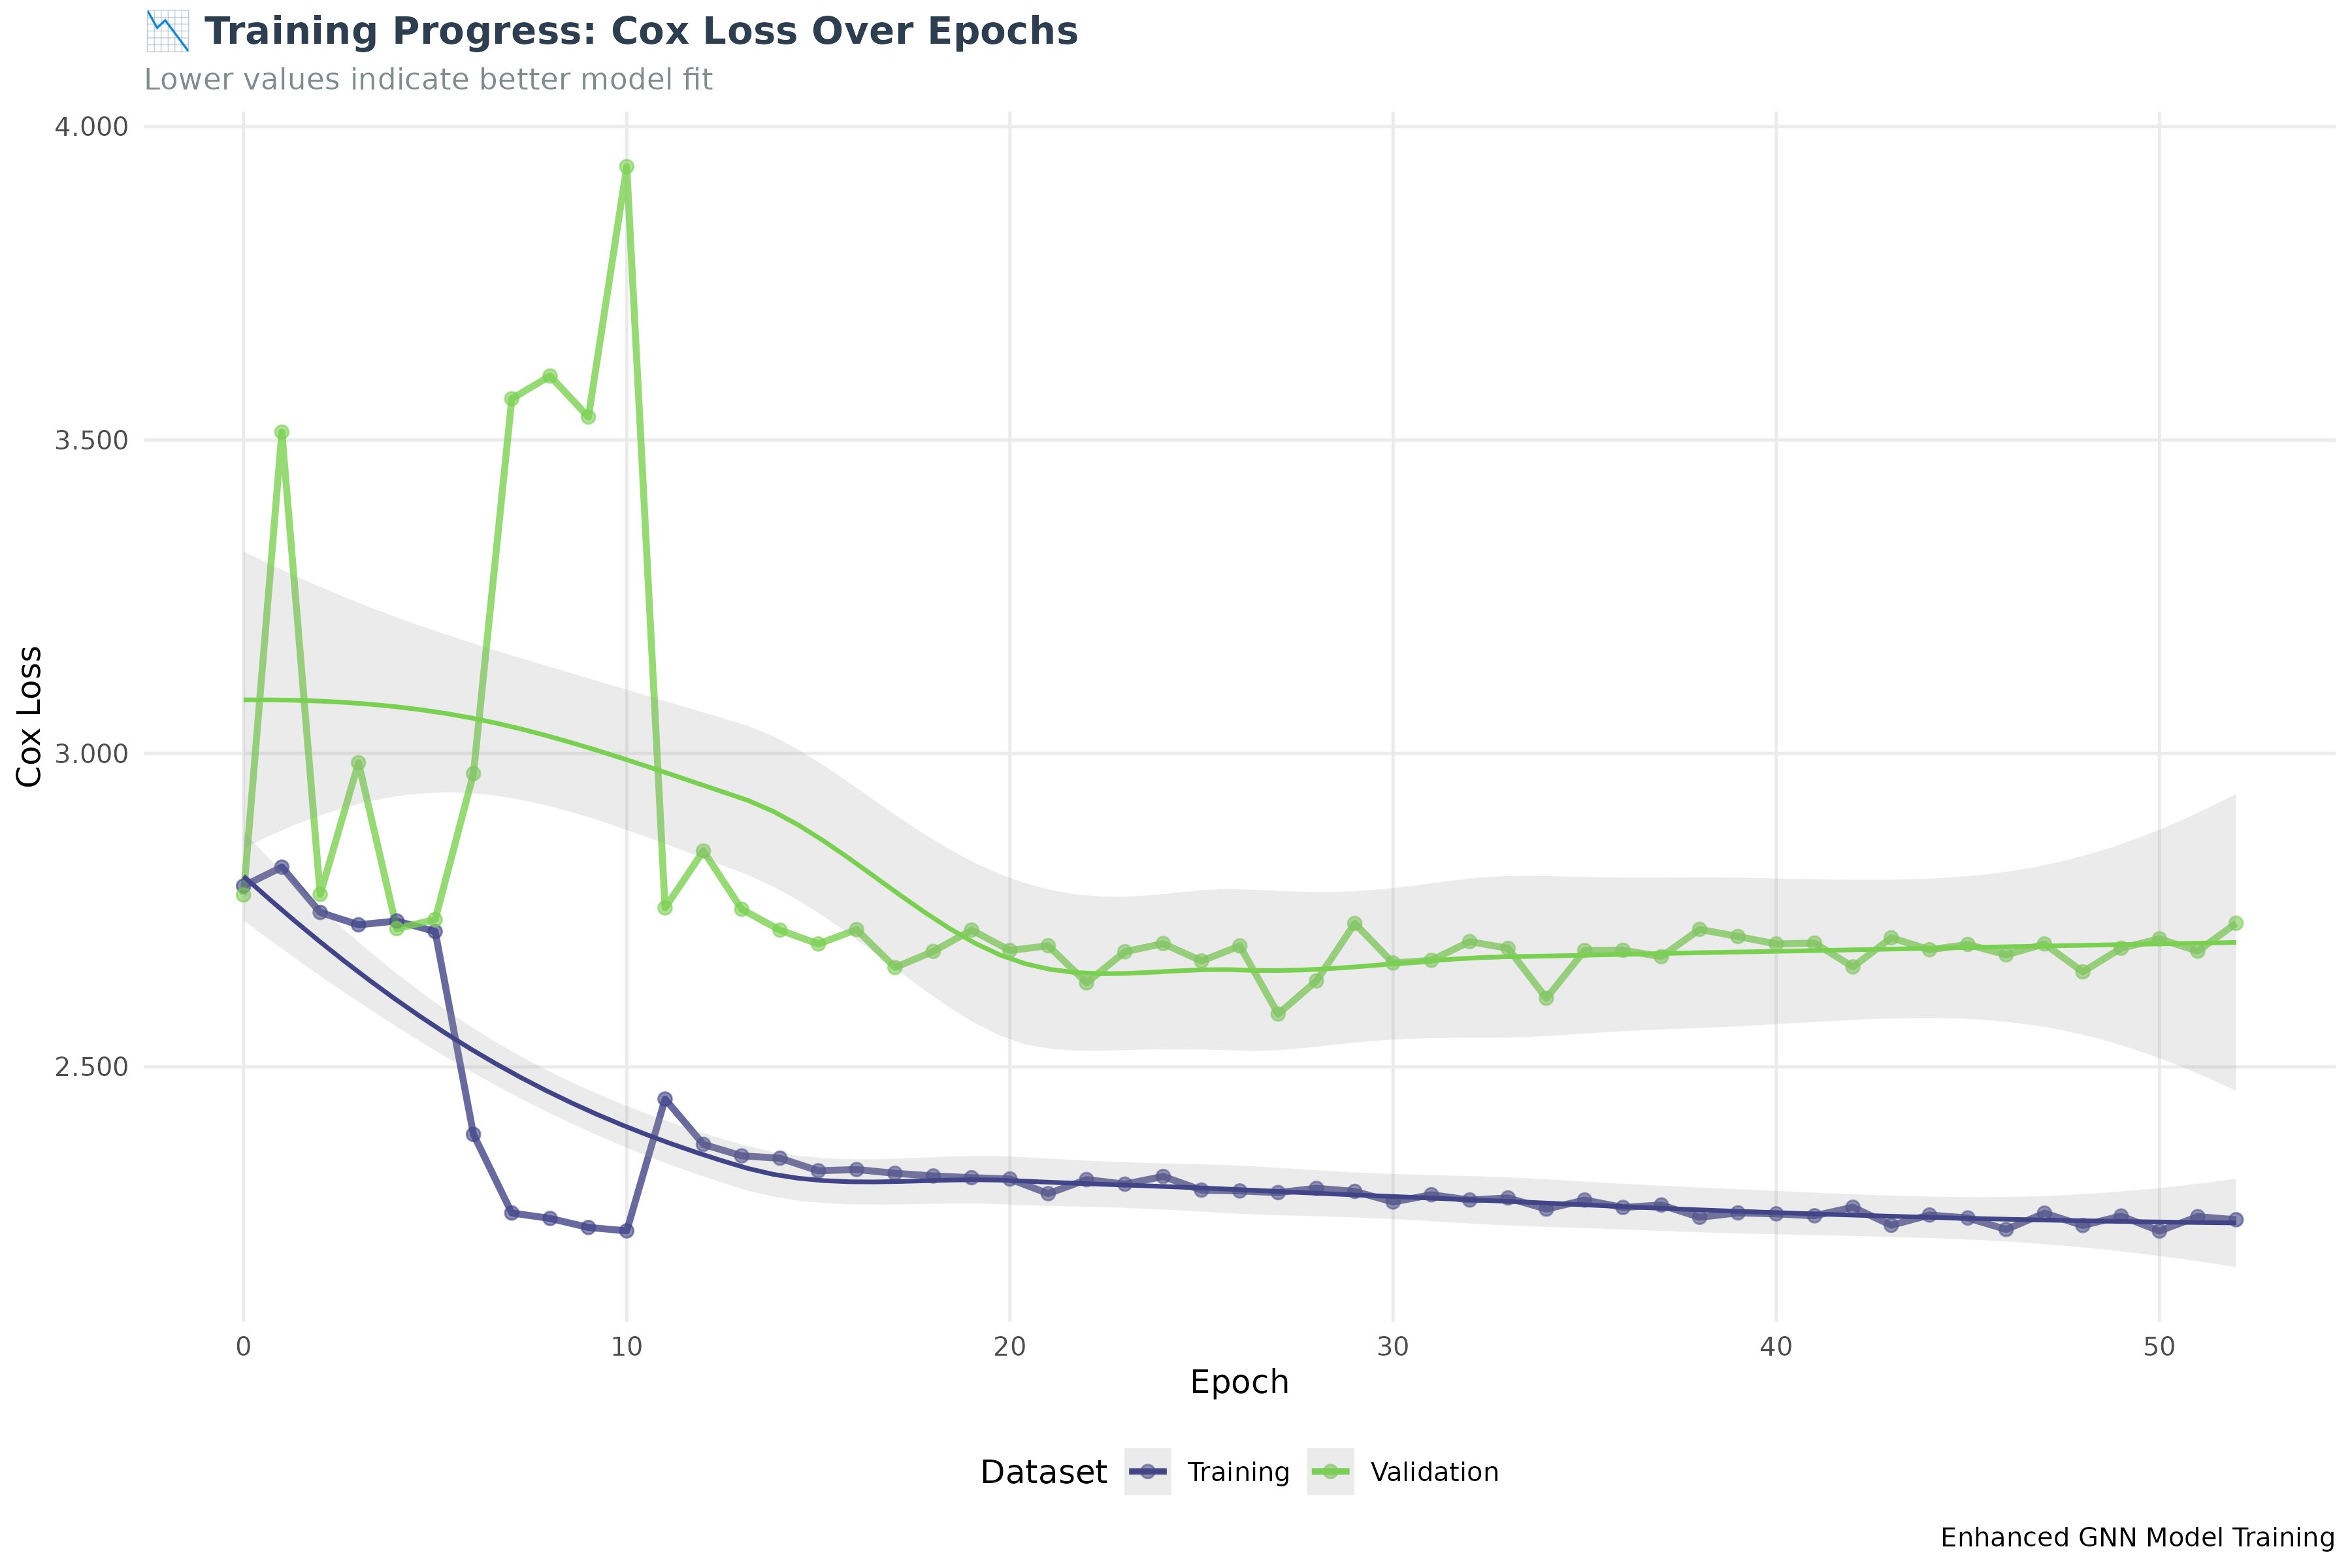 Training Progress: Cox Loss Over Epochs
Lower values indicate better model fit
4.000
3.500
3.000
2.500
Cox Loss
0 10 20 30 40 50
Epoch
Dataset Training Validation
Enhanced GNN Model Training